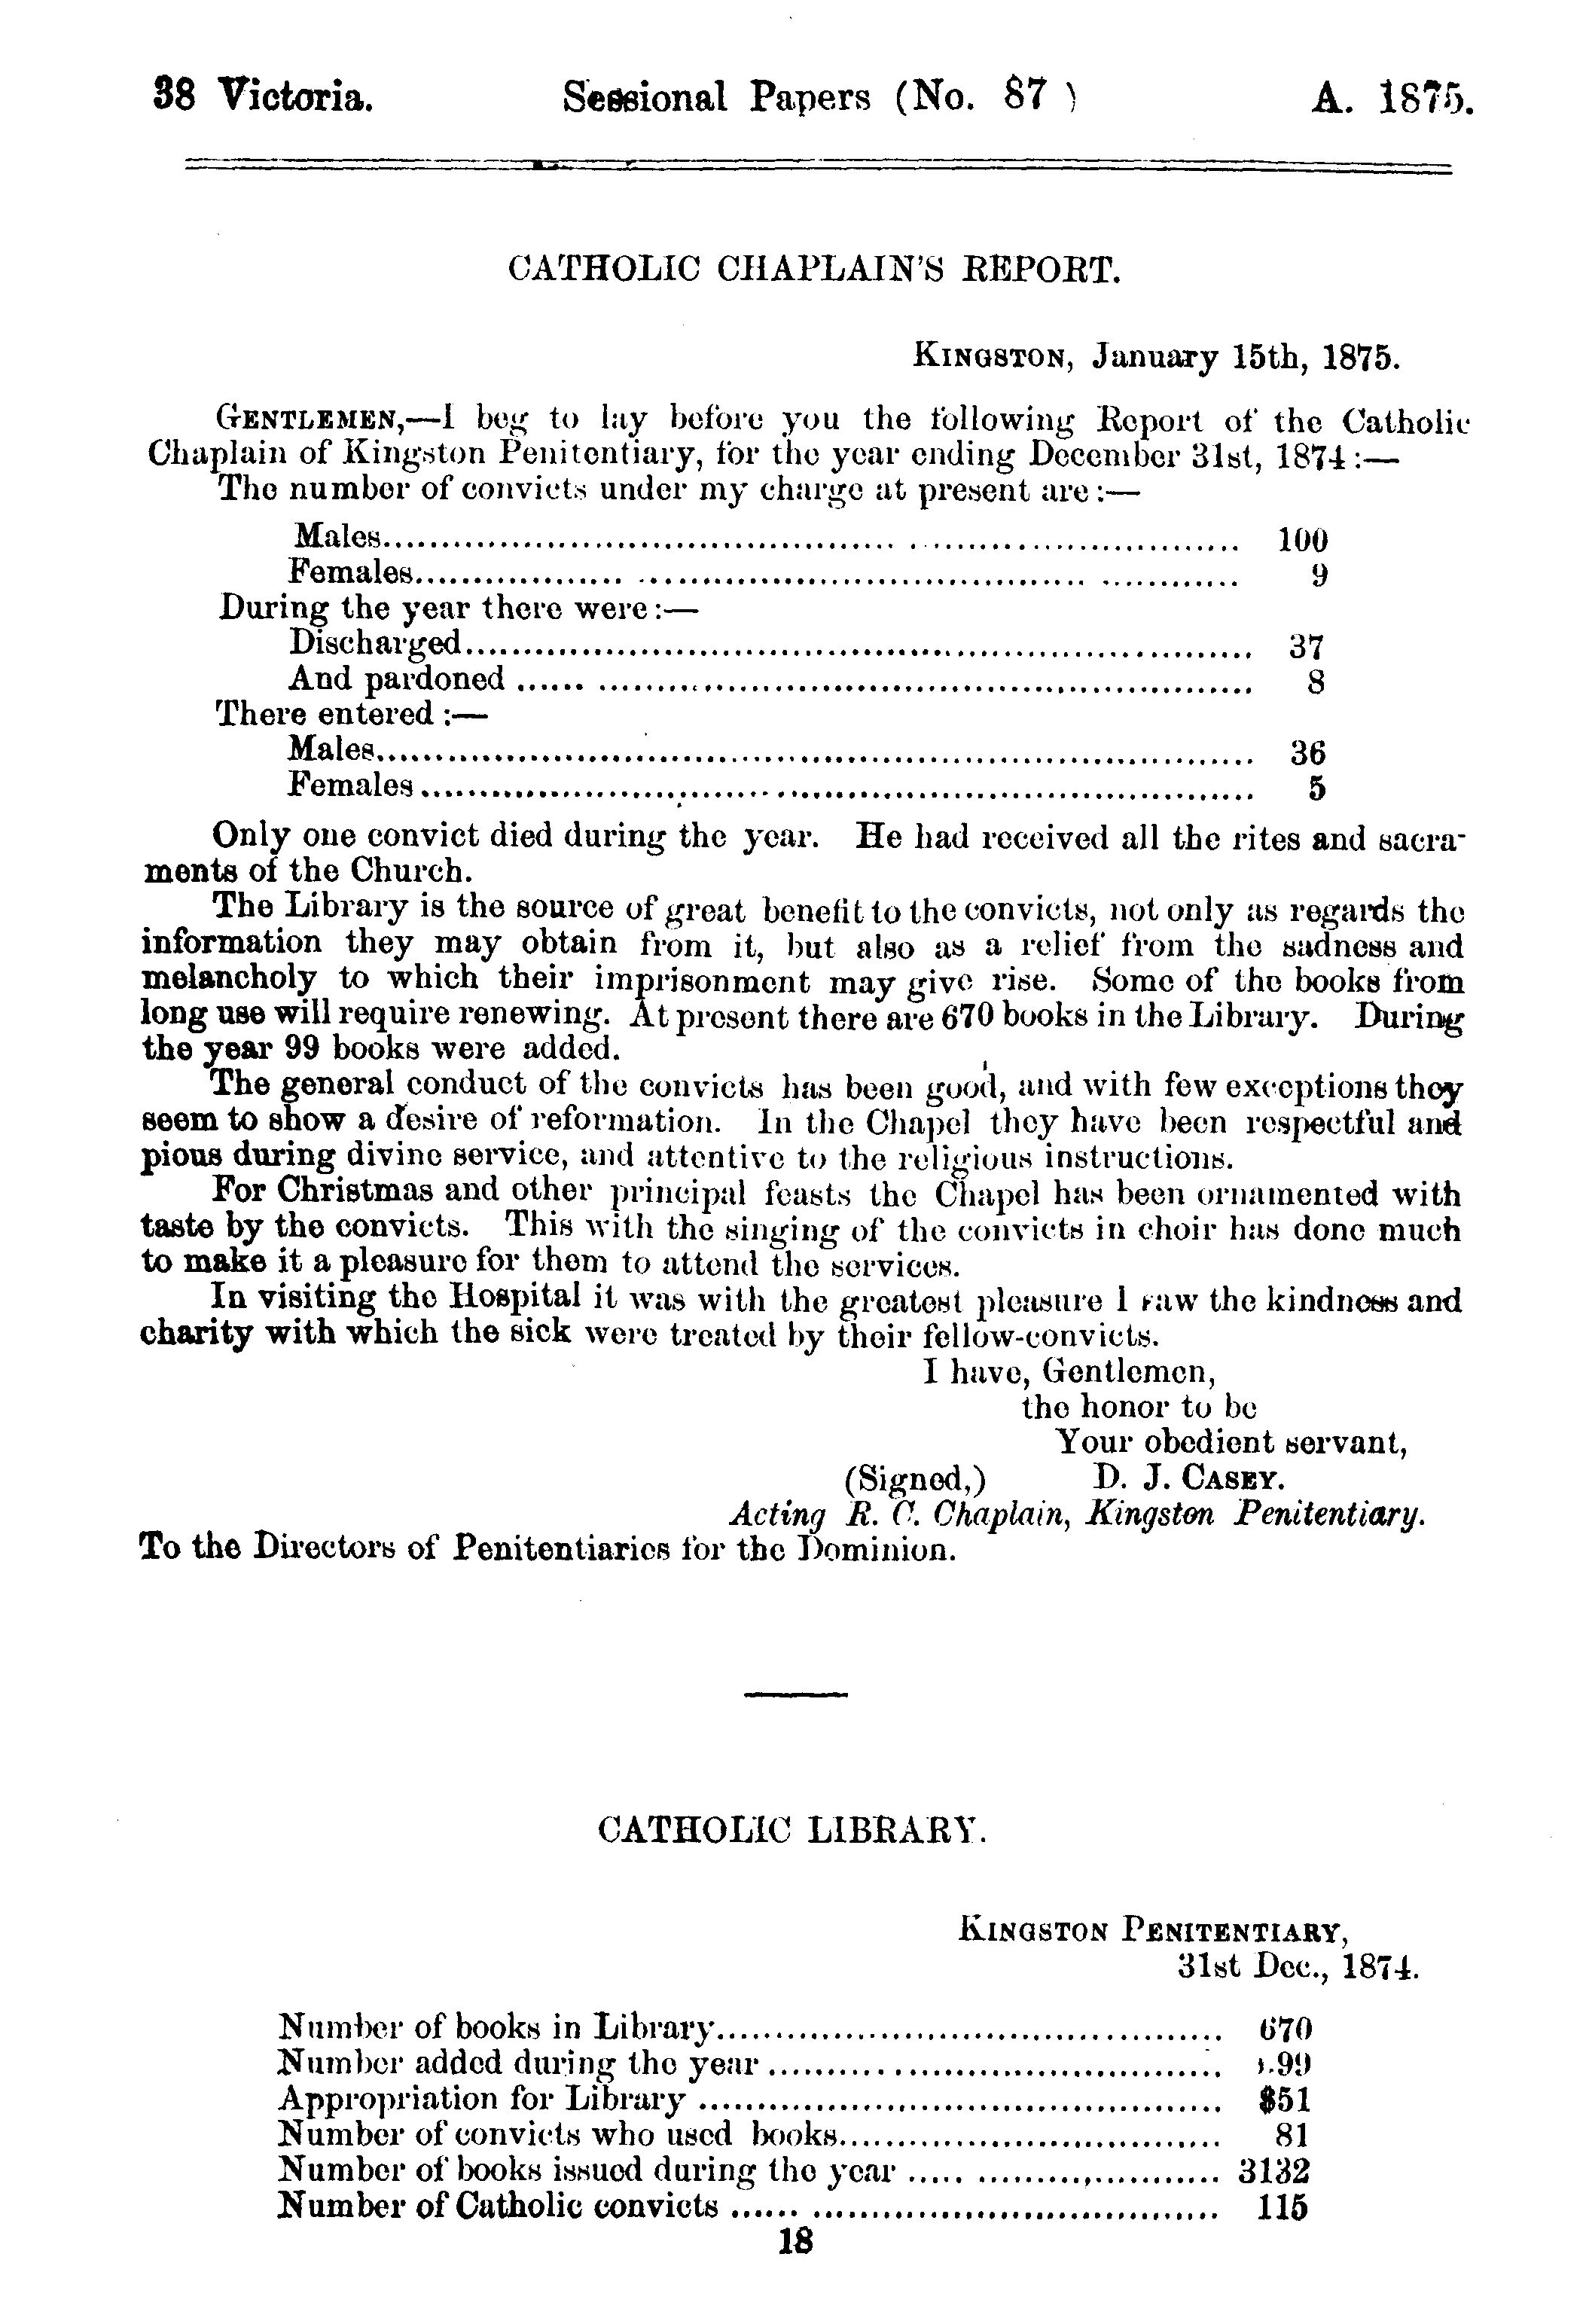 38 Victoria. Sessional Papers (No. 87 ) A. 1875.
CATHOLIC CHAPLAIN'S REPORT.
KINGSTON, January 15th, 1875.
GENTLEMEN,—I beg to lay before you the following Report of the Catholic
Chaplain of Kingston Penitentiary, for the year ending December 31st, 1874:—
The number of convicts under my charge at present are:—
Males........................................................................ 100
Females........................................................................ 9
During the year there were:—
Discharged........................................................................ 37
And pardoned ........................................................................ 8
There entered:—
Males........................................................................ 36
Females........................................................................ 5
Only one convict died during the year. He had received all the rites and sacra-
ments of the Church.
The Library is the source of great benefit to the convicts, not only as regards the
information they may obtain from it, but also as a relief from the sadness and
melancholy to which their imprisonment may give rise. Some of the books from
long use will require renewing. At present there are 670 books in the Library. During
the year 99 books were added.
The general conduct of the convicts has been good, and with few exceptions they
seem to show a desire of reformation. In the Chapel they have been respectful and
pious during divine service, and attentive to the religious instructions.
For Christmas and other principal feasts the Chapel has been ornamented with
taste by the convicts. This with the singing of the convicts in choir has done much
to make it a pleasure for them to attend the services.
In visiting the Hospital it was with the greatest pleasure I saw the kindness and
charity with which the sick were treated by their fellow-convicts.
I have, Gentlemen,
the honor to be
Your obedient servant,
(Signed,) D. J. CASEY.
Acting R. C. Chaplain, Kingston Penitentiary.
To the Directors of Penitentiaries for the Dominion.
CATHOLIC LIBRARY.
KINGSTON PENITENTIARY,
31st Dec., 1874.
Number of books in Library........................................... 670
Number added during the year ........................................... 99
Appropriation for Library ........................................... $51
Number of convicts who used books........................................... 81
Number of books issued during the year ........................................... 3132
Number of Catholic convicts ........................................... 115
18